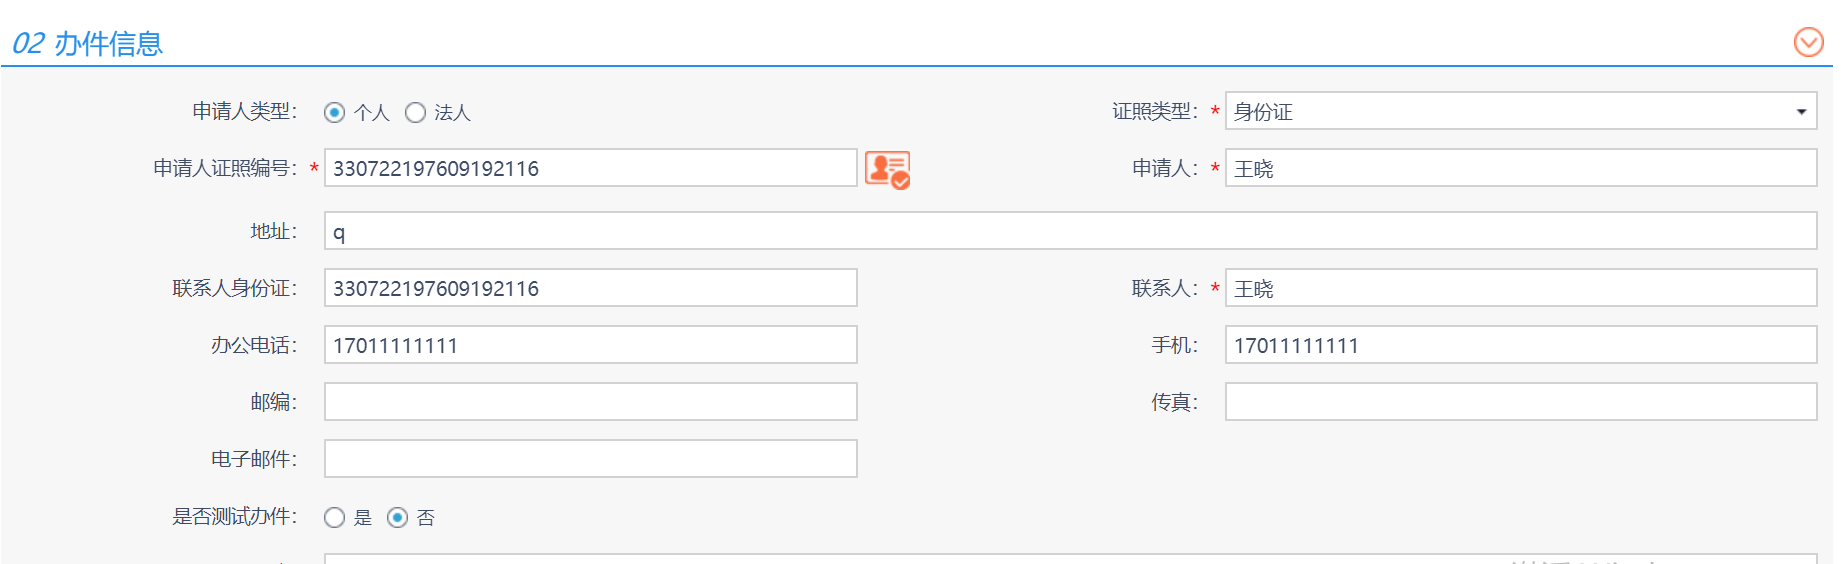 02 办件信息
申请人类型： 个人 法人 证照类型： * 身份证
申请人证照编号： * 330722197609192116 申请人： * 王晓
地址： q
联系人身份证： 330722197609192116 联系人： * 王晓
办公电话： 17011111111 手机： 17011111111
邮编： 传真：
电子邮件：
是否测试办件： 是 否